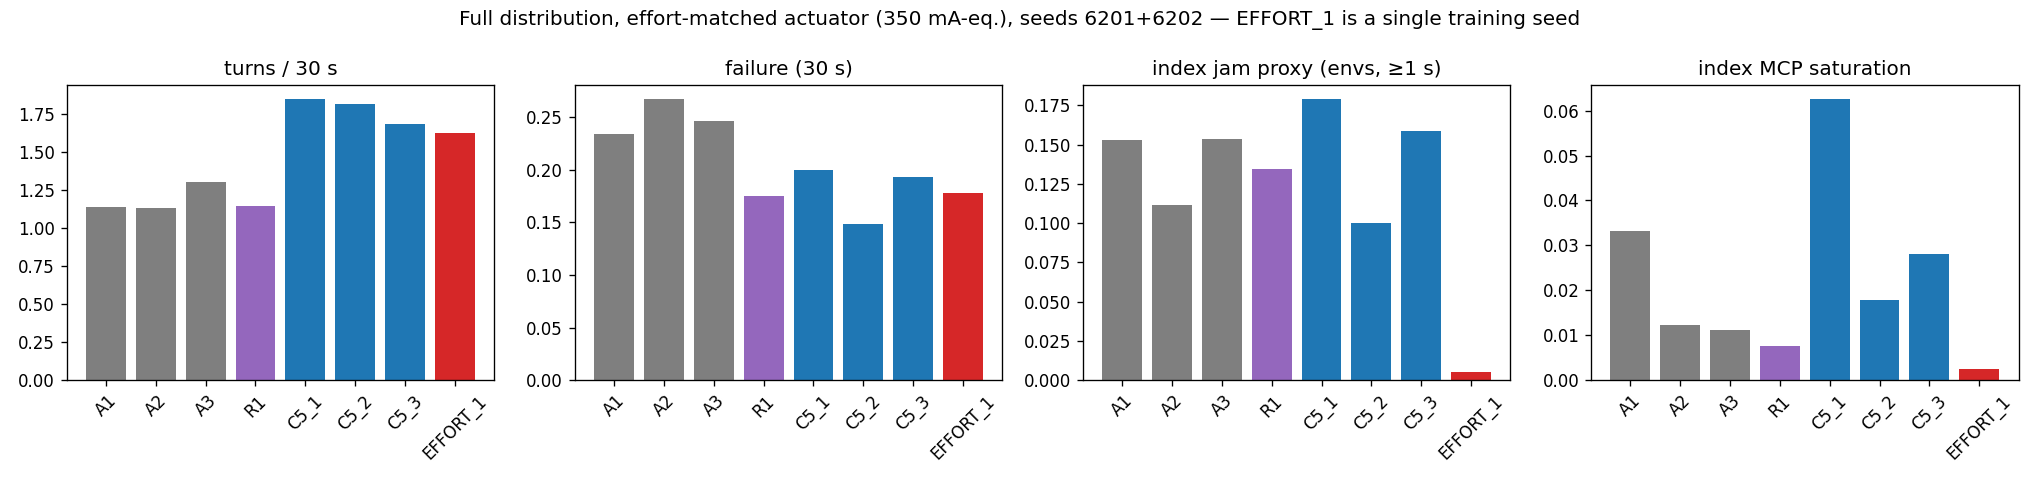 Full distribution, effort-matched actuator (350 mA-eq.), seeds 6201+6202 — EFFORT_1 is a single training seed
turns / 30 s
1.75
1.50
1.25
1.00
0.75
0.50
0.25
0.00
A1
A2
A3
R1
C5_1
C5_2
C5_3
EFFORT_1
failure (30 s)
0.25
0.20
0.15
0.10
0.05
0.00
A1
A2
A3
R1
C5_1
C5_2
C5_3
EFFORT_1
index jam proxy (envs, ≥1 s)
0.175
0.150
0.125
0.100
0.075
0.050
0.025
0.000
A1
A2
A3
R1
C5_1
C5_2
C5_3
EFFORT_1
index MCP saturation
0.06
0.05
0.04
0.03
0.02
0.01
0.00
A1
A2
A3
R1
C5_1
C5_2
C5_3
EFFORT_1